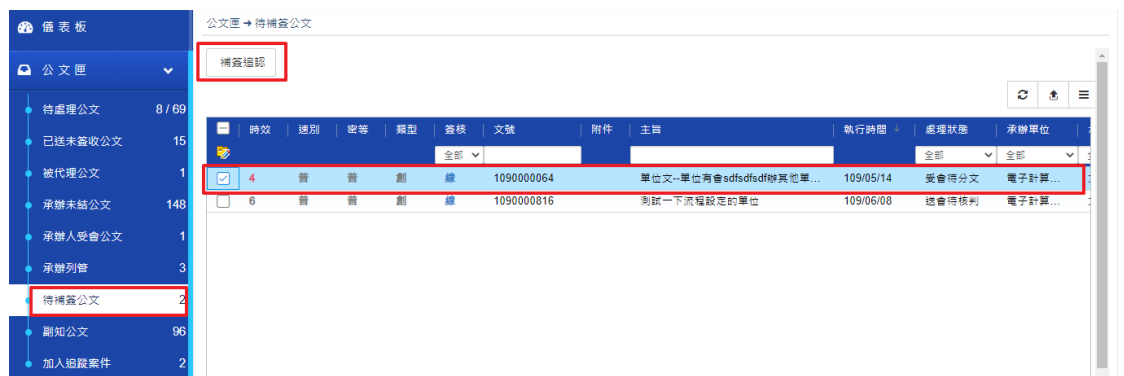 儀表板
公文匣
待處理公文 8 / 69
已送未簽收公文 15
被代理公文 1
承辦未結公文 148
承辦人受會公文 1
承辦列管 3
待補簽公文 2
副知公文 96
加入追蹤案件 2
公文匣 → 待補簽公文
補簽追認
時效 速別 密等 類型 簽核 文號 附件 主旨 執行時間 處理狀態 承辦單位
全部 全部 全部
4 普 普 創 線 1090000064 單位文--單位有會sdfsdfsdf辦其他單... 109/05/14 受會待分文 電子計算...
6 普 普 創 線 1090000816 測試一下流程設定的單位 109/06/08 送會待核判 電子計算...